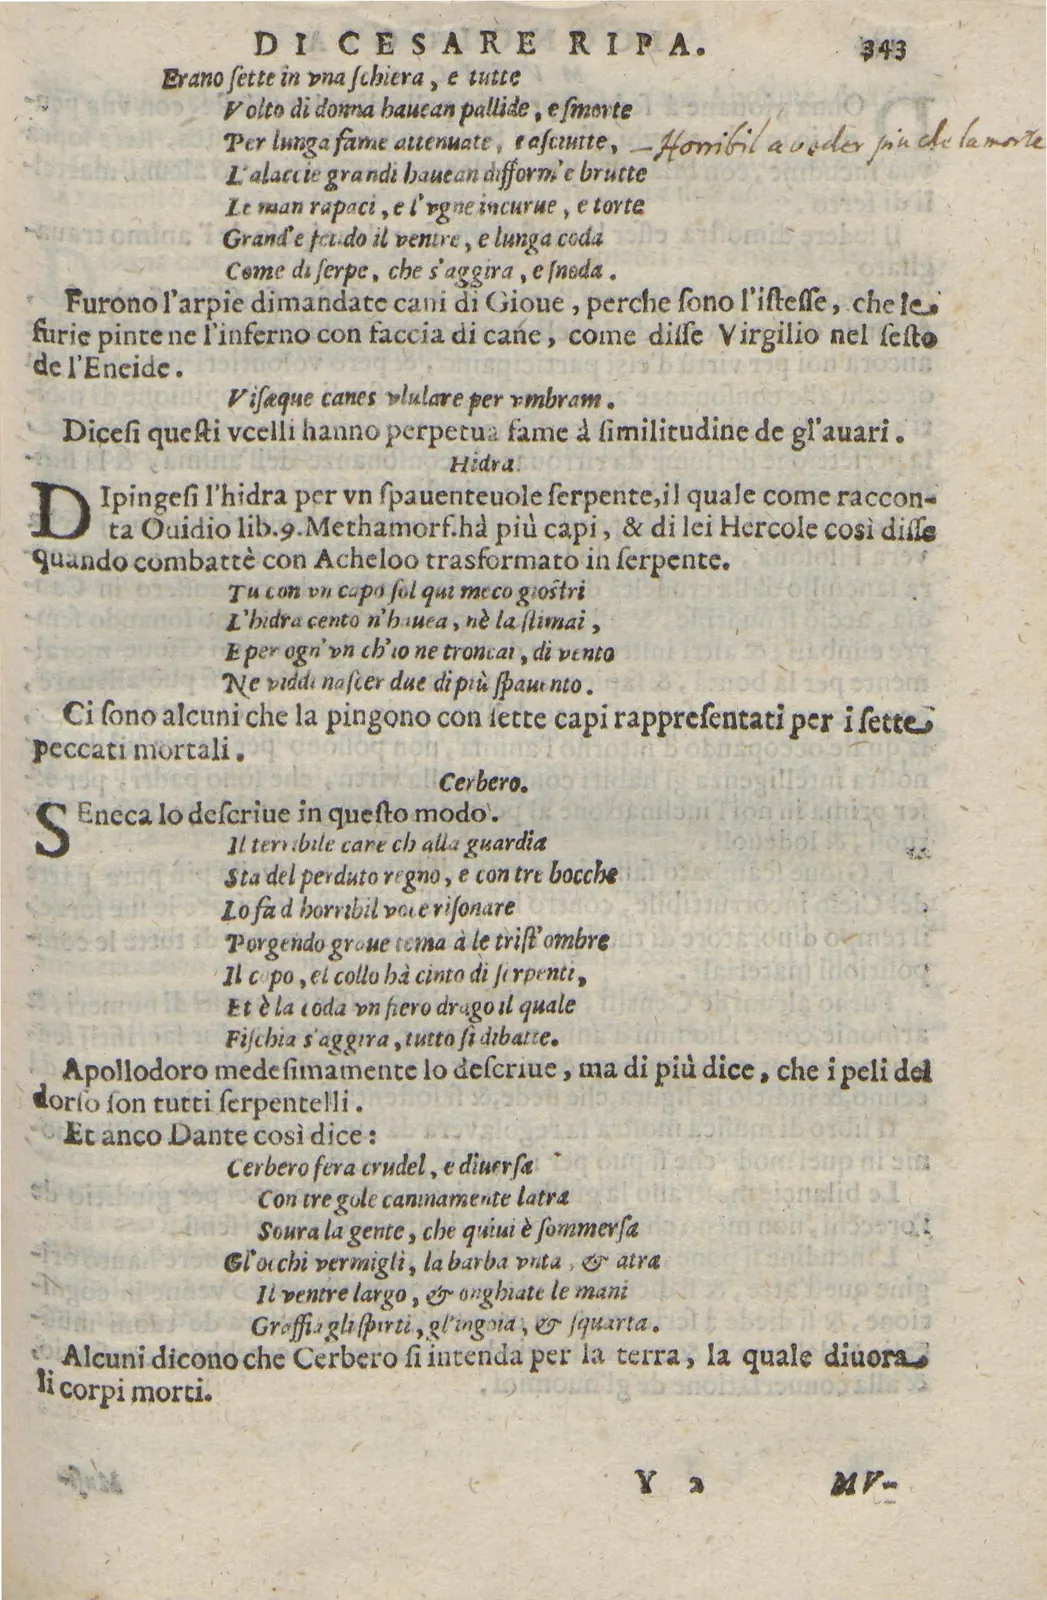 DI CESARE RIPA. 343
Erano ſette in vna ſchiera, e tutte
Volto di donna hauean pallide, e ſmorte
Per lunga fame attenuate, e aſciutte, — Horribil a veder piu che la morte
L'alaccie grandi hauean difformi e brutte
Le man rapaci, e l'vgne incurue, e torte
Grand'e fetido il ventre, e lunga coda
Come di ſerpe, che s'aggira, e ſnoda.
Furono l'arpie dimandate cani di Gioue, perche ſono l'iſteſſe, che le
furie pinte ne l'inferno con faccia di cane, come diſſe Virgilio nel ſeſto
de l'Eneide.
Viſæque canes vlulare per vmbram.
Diceſi queſti vcelli hanno perpetua fame á ſimilitudine de gl'auari.
Hidra.
DIpingeſi l'hidra per vn ſpauenteuole ſerpente, il quale come raccon-
ta Ouidio lib.9. Methamorf. hà più capi, & di lei Hercole così diſſe
quando combattè con Acheloo trasformato in ſerpente.
Tu con vn capo ſol qui meco gioſtri
L'hidra cento n'hauea, nè la ſtimai,
E per ogn'vn ch'io ne troncai, di vento
Ne viddi naſcer due di più ſpauento.
Ci ſono alcuni che la pingono con ſette capi rappreſentati per i ſette
peccati mortali.
Cerbero.
SEneca lo deſcriue in queſto modo.
Il terribile cane ch alla guardia
Sta del perduto regno, e con tre bocche
Lo fà d horribil voce riſonare
Porgendo graue tema à le triſt'ombre
Il capo, el collo hà cinto di ſerpenti,
Et è la coda vn fiero drago il quale
Fiſchia s'aggira, tutto ſi dibatte.
Apollodoro medeſimamente lo deſcriue, ma di più dice, che i peli del
dorſo ſon tutti ſerpentelli.
Et anco Dante così dice:
Cerbero fera crudel, e diuerſa
Con tre gole caninamente latra
Soura la gente, che quiui è ſommerſa
Gl'occhi vermigli, la barba vnta, & atra
Il ventre largo, & onghiate le mani
Graffia gli ſpirti, gl'ingoia, & ſquarta.
Alcuni dicono che Cerbero ſi intenda per la terra, la quale diuora
li corpi morti.
Y 2 MV-